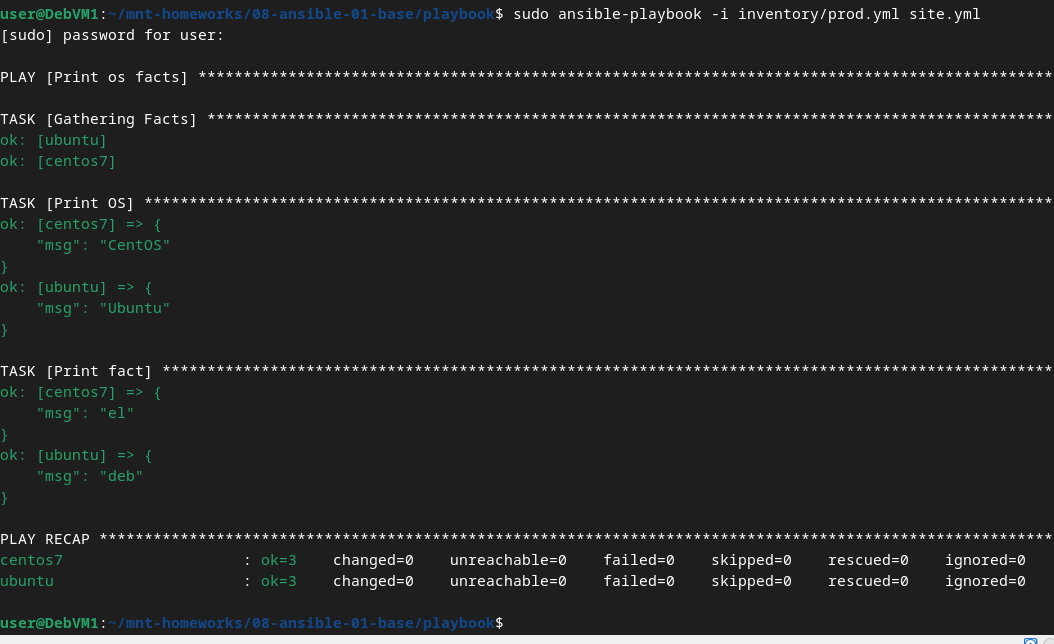 user@DebVM1:~/mnt-homeworks/08-ansible-01-base/playbook$ sudo ansible-playbook -i inventory/prod.yml site.yml
[sudo] password for user:
PLAY [Print os facts] ***********************************************************************************************
TASK [Gathering Facts] **********************************************************************************************
ok: [ubuntu]
ok: [centos7]
TASK [Print OS] *****************************************************************************************************
ok: [centos7] => {
    "msg": "CentOS"
}
ok: [ubuntu] => {
    "msg": "Ubuntu"
}
TASK [Print fact] ***************************************************************************************************
ok: [centos7] => {
    "msg": "el"
}
ok: [ubuntu] => {
    "msg": "deb"
}
PLAY RECAP **********************************************************************************************************
centos7                    : ok=3    changed=0    unreachable=0    failed=0    skipped=0    rescued=0    ignored=0
ubuntu                     : ok=3    changed=0    unreachable=0    failed=0    skipped=0    rescued=0    ignored=0
user@DebVM1:~/mnt-homeworks/08-ansible-01-base/playbook$